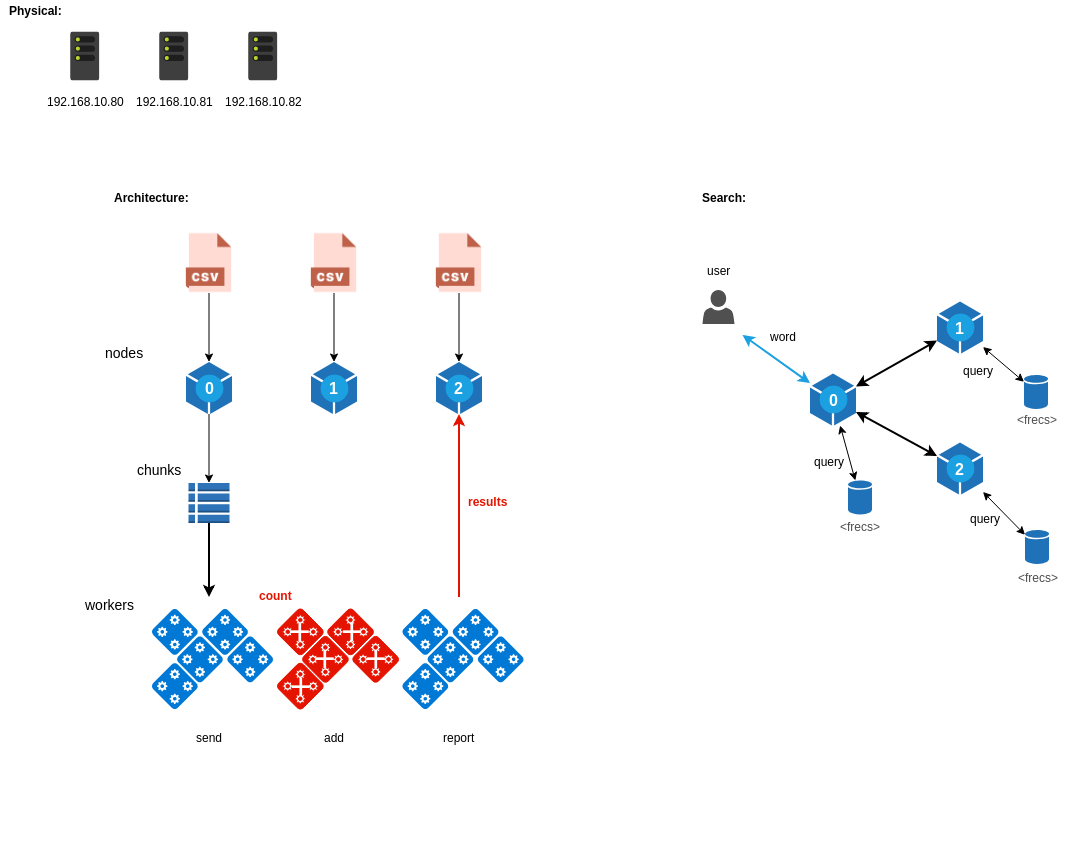 Physical:
192.168.10.80 192.168.10.81 192.168.10.82
Architecture:
CSV CSV CSV
nodes
0 1 2
chunks
results
count
workers
send add report
Search:
user
word
1
query
<frecs>
0
query
<frecs>
2
query
<frecs>